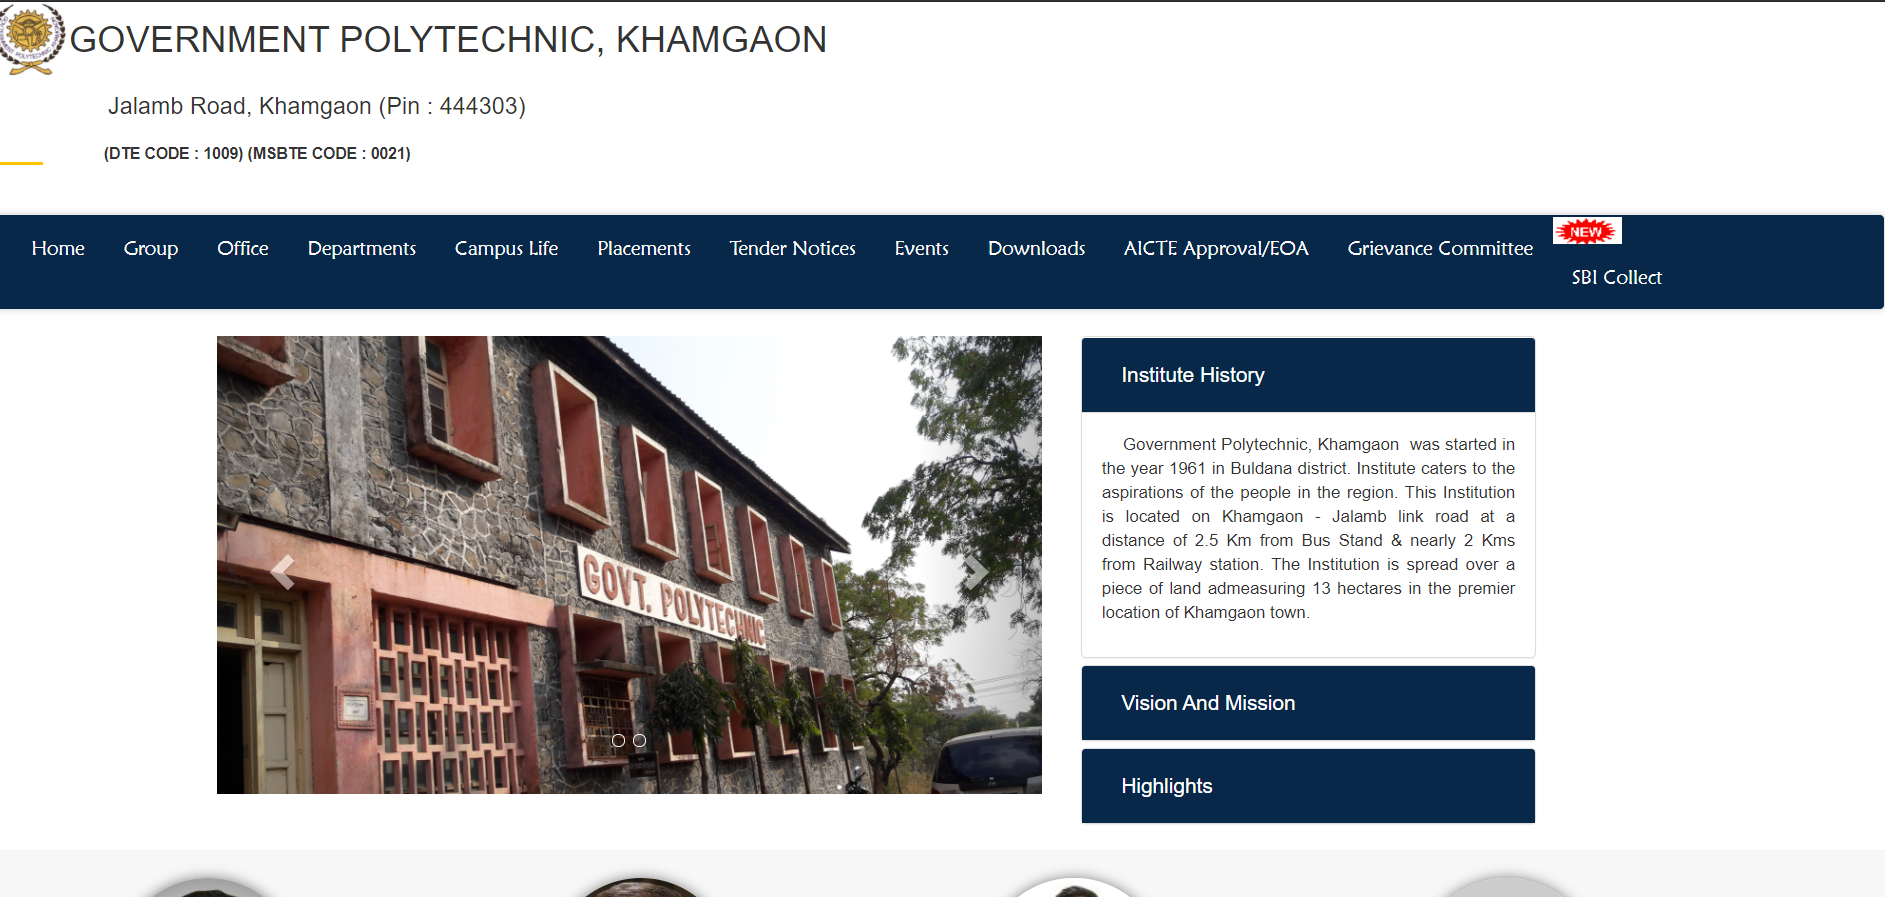 GOVERNMENT POLYTECHNIC, KHAMGAON
Jalamb Road, Khamgaon (Pin : 444303)
(DTE CODE : 1009) (MSBTE CODE : 0021)
Home Group Office Departments Campus Life Placements Tender Notices Events Downloads AICTE Approval/EOA Grievance Committee NEW
SBI Collect
GOVT. POLYTECHNIC
Institute History
Government Polytechnic, Khamgaon was started in
the year 1961 in Buldana district. Institute caters to the
aspirations of the people in the region. This Institution
is located on Khamgaon - Jalamb link road at a
distance of 2.5 Km from Bus Stand & nearly 2 Kms
from Railway station. The Institution is spread over a
piece of land admeasuring 13 hectares in the premier
location of Khamgaon town.
Vision And Mission
Highlights